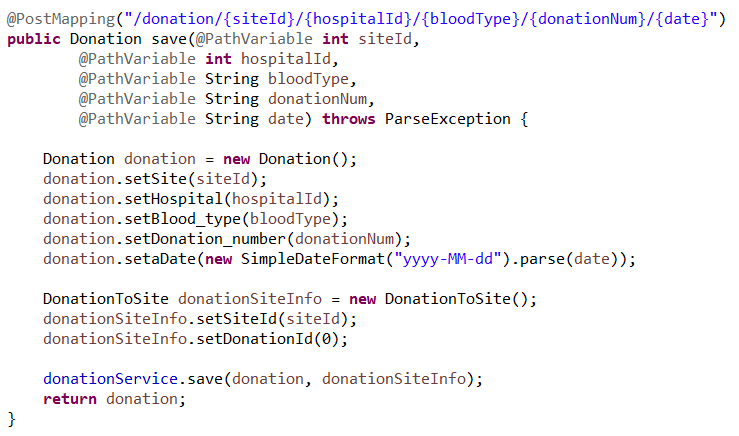 @PostMapping("/donation/{siteId}/{hospitalId}/{bloodType}/{donationNum}/{date}")
public Donation save(@PathVariable int siteId,
        @PathVariable int hospitalId,
        @PathVariable String bloodType,
        @PathVariable String donationNum,
        @PathVariable String date) throws ParseException {

    Donation donation = new Donation();
    donation.setSite(siteId);
    donation.setHospital(hospitalId);
    donation.setBlood_type(bloodType);
    donation.setDonation_number(donationNum);
    donation.setaDate(new SimpleDateFormat("yyyy-MM-dd").parse(date));

    DonationToSite donationSiteInfo = new DonationToSite();
    donationSiteInfo.setSiteId(siteId);
    donationSiteInfo.setDonationId(0);

    donationService.save(donation, donationSiteInfo);
    return donation;
}